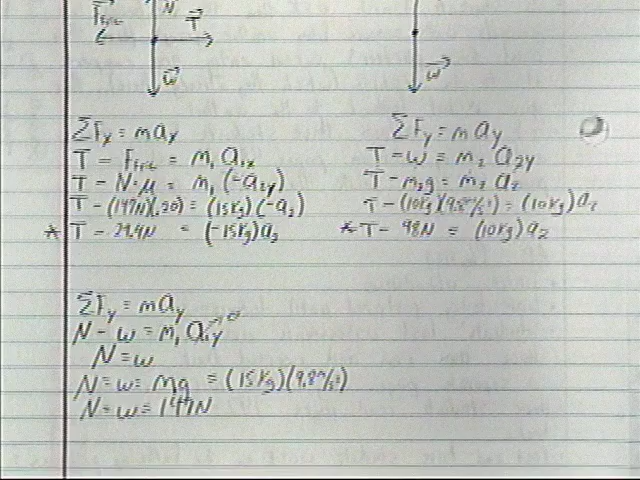 F fric N T
w
w
ΣFx = max
T - Ffric = m1 a1x
T - N·μ = m1 (-a2y)
T - (147N)(.20) = (15kg)(-a2)
* T - 29.4N = (-15kg)a2
ΣFy = may
T - w = m2 a2y
T - m2g = m2 a2
T - (10kg)(9.8m/s²) = (10kg)a2
* T - 98N = (10kg)a2
ΣFy = may
N - w = m1 a1y → 0
N = w
N = w = mg = (15kg)(9.8m/s²)
N = w = 147N